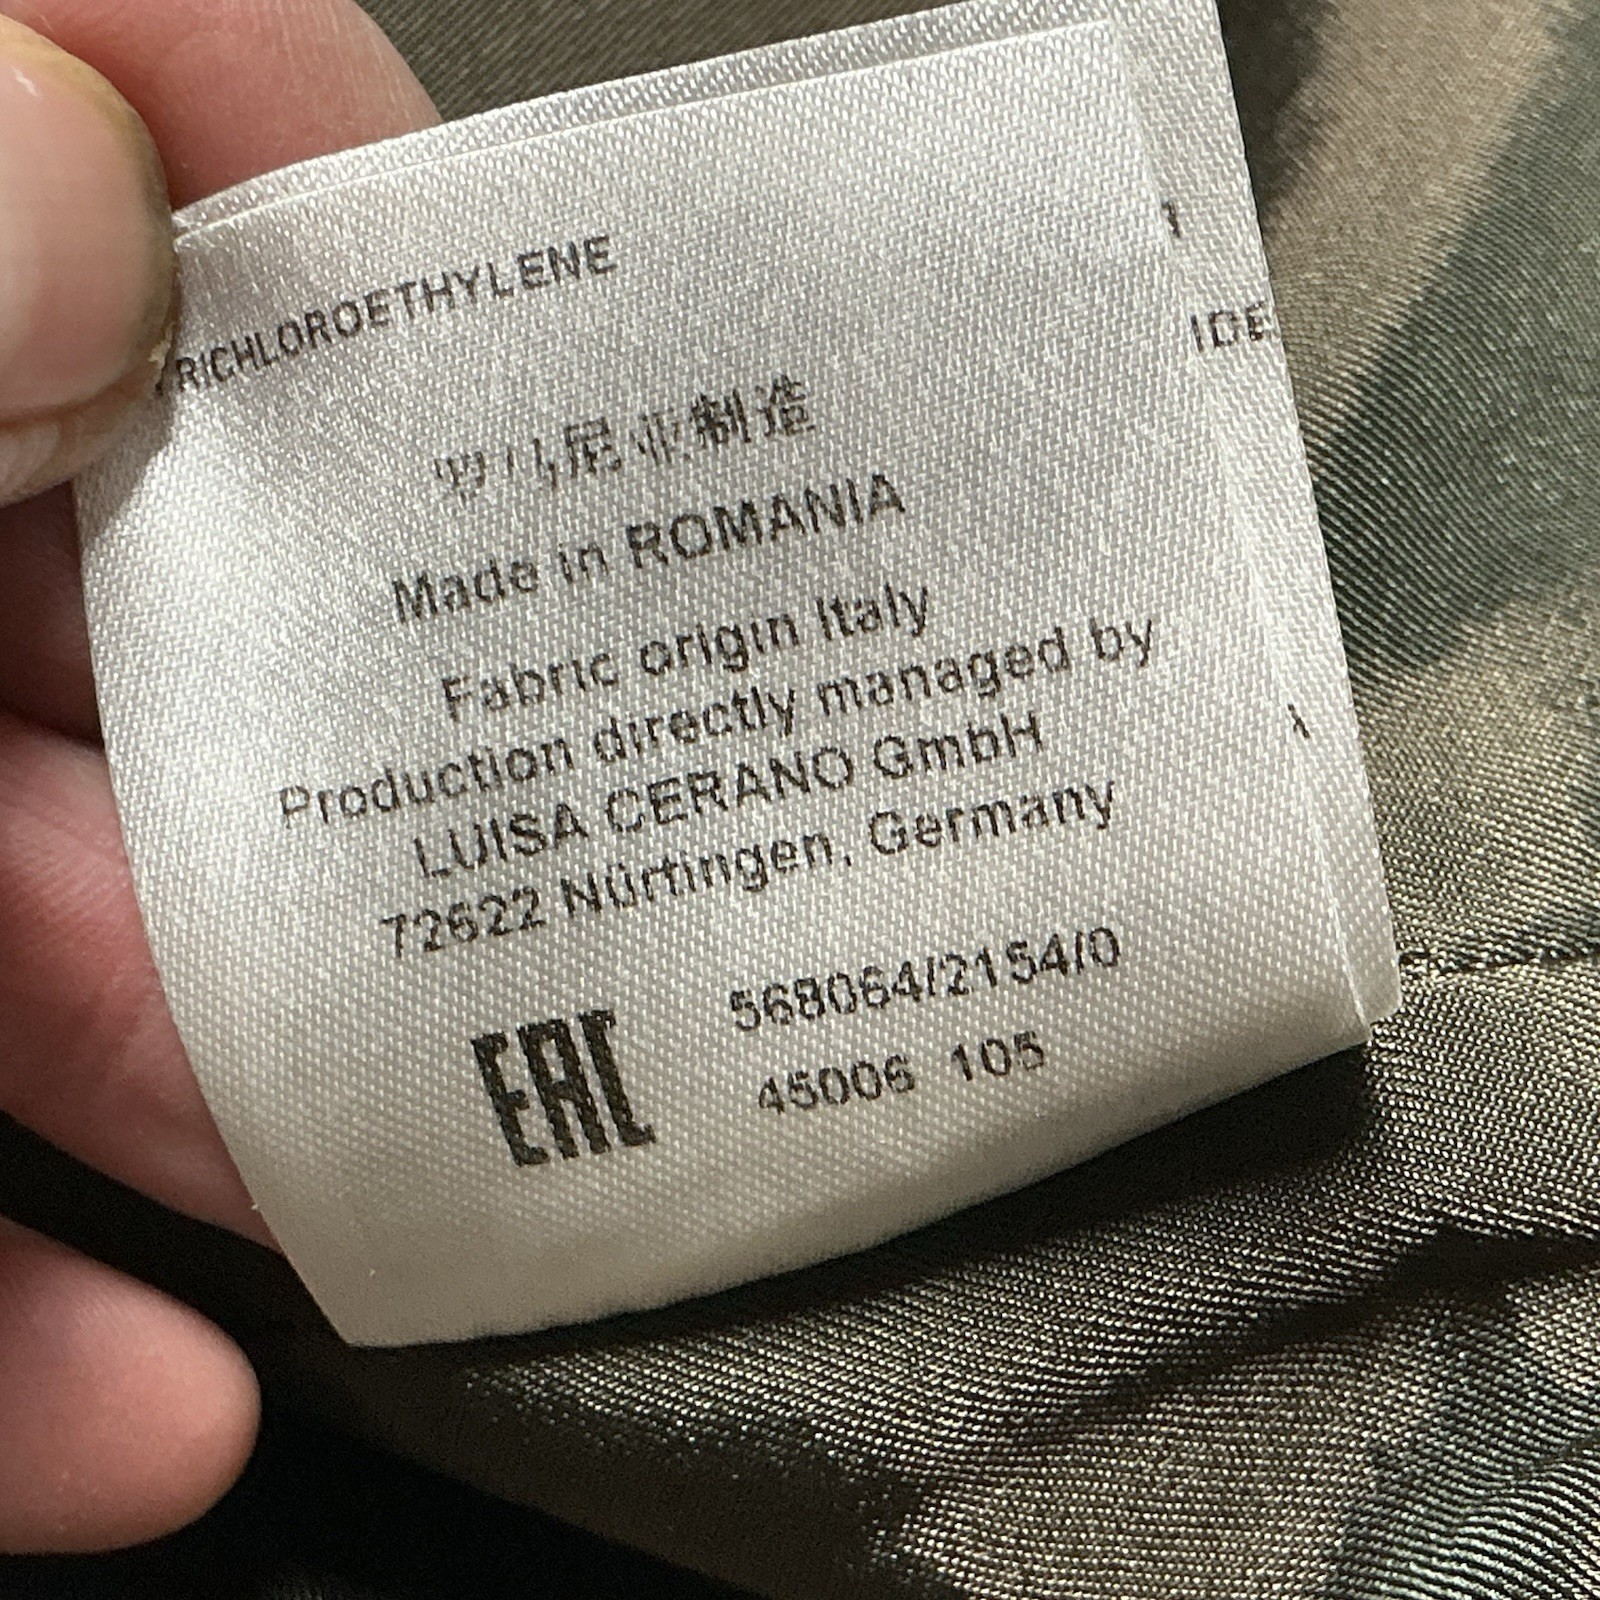 TRICHLOROETHYLENE
罗马尼亚制造
Made in ROMANIA
Fabric origin Italy
Production directly managed by
LUISA CERANO GmbH
72622 Nürtingen, Germany
568064/2154/0
45006 105
EAC